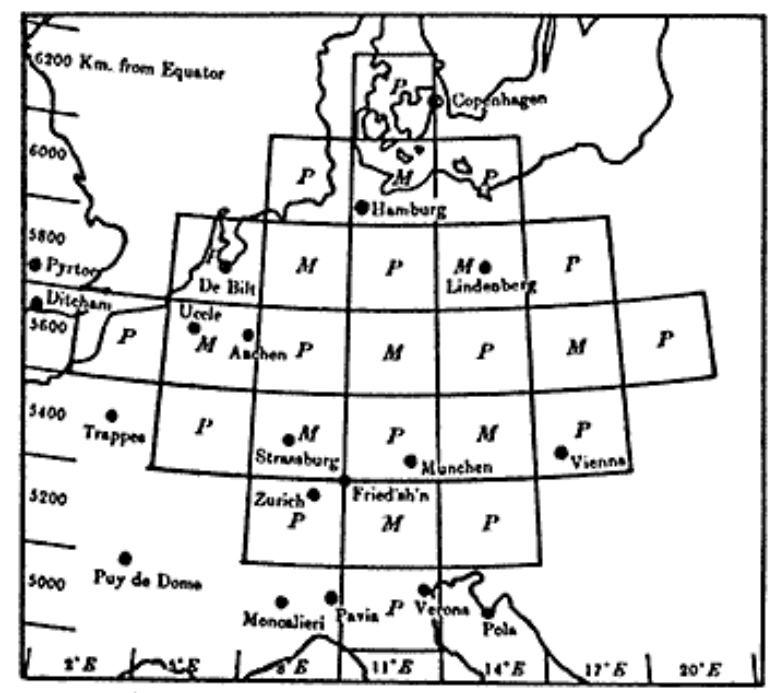 6200 Km. from Equator
P
Copenhagen
6000
P
M
P
Hamburg
5800
Pyrton
P
De Bilt
M
P
M
Lindenberg
P
Ditcham
5600
P
Uccle
M
Aachen
P
M
P
M
P
5400
Trappes
P
M
Strassburg
P
Munchen
M
P
Vienna
5200
Zurich
P
Fried'sh'n
M
P
5000
Puy de Dome
Moncalieri
Pavia
P
Verona
Pola
2°E
5°E
8°E
11°E
14°E
17°E
20°E